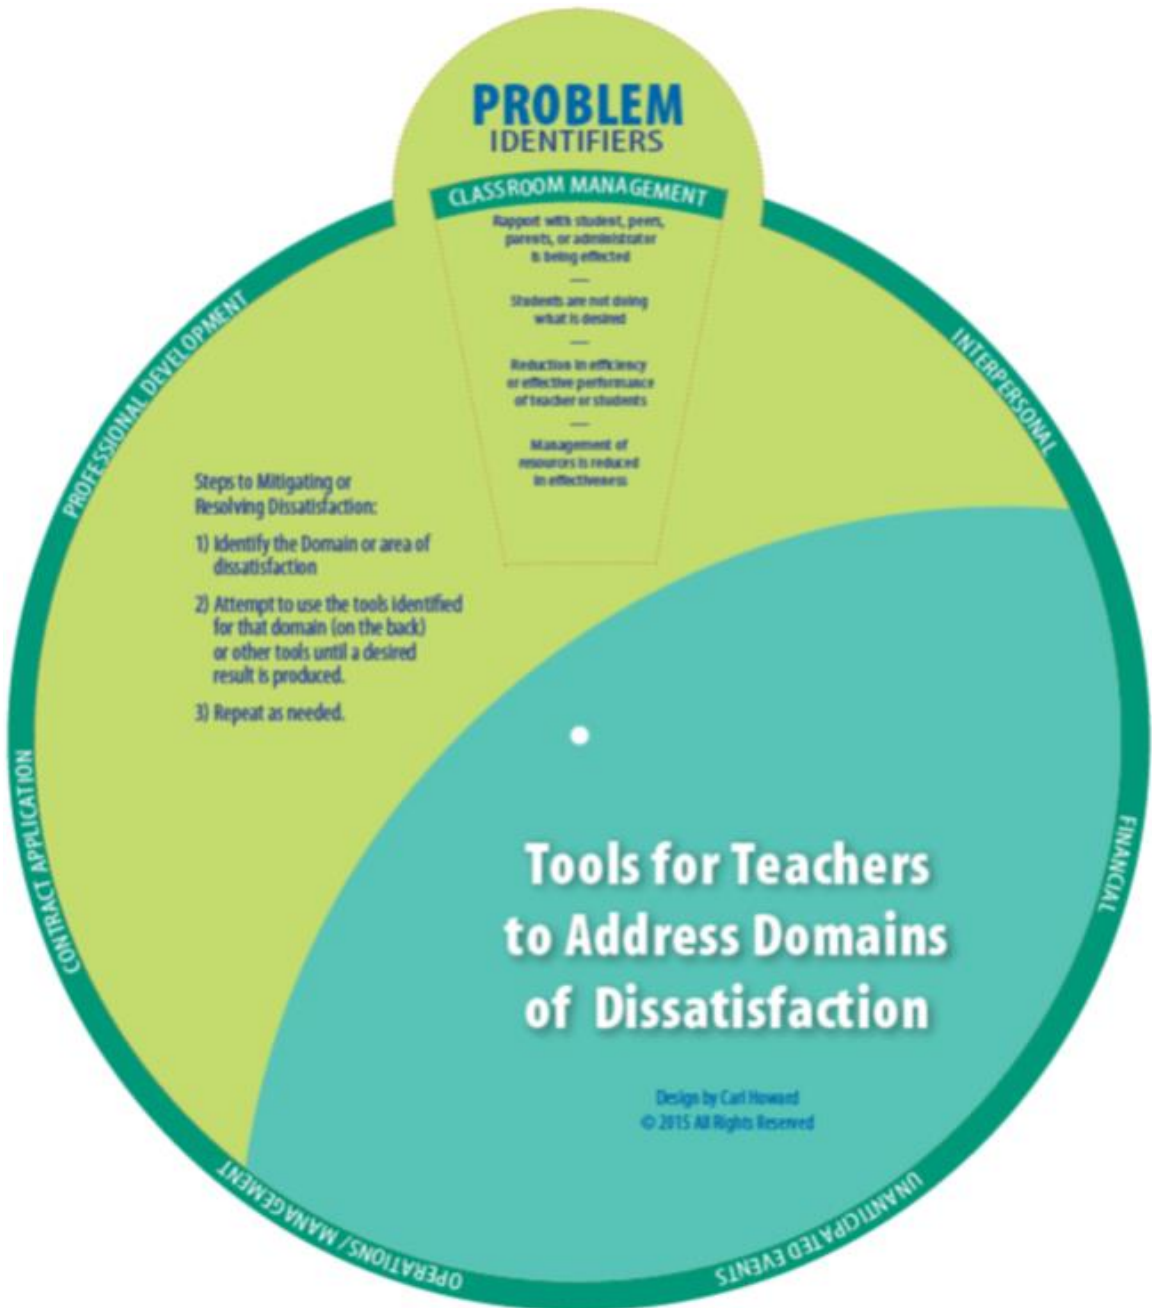 PROBLEM
IDENTIFIERS
CLASSROOM MANAGEMENT
Rapport with student, peers,
parents, or administrator
is being effected
—
Students are not doing
what is desired
—
Reduction in efficiency
or effective performance
of teacher or students
—
Management of
resources is reduced
in effectiveness
PROFESSIONAL DEVELOPMENT
INTERPERSONAL
Steps to Mitigating or
Resolving Dissatisfaction:
1) Identify the Domain or area of
dissatisfaction
2) Attempt to use the tools identified
for that domain (on the back)
or other tools until a desired
result is produced.
3) Repeat as needed.
CONTRACT APPLICATION
FINANCIAL
Tools for Teachers
to Address Domains
of Dissatisfaction
Design by Carl Howard
© 2015 All Rights Reserved
OPERATIONS/ MANAGEMENT
UNANTICIPATED EVENTS